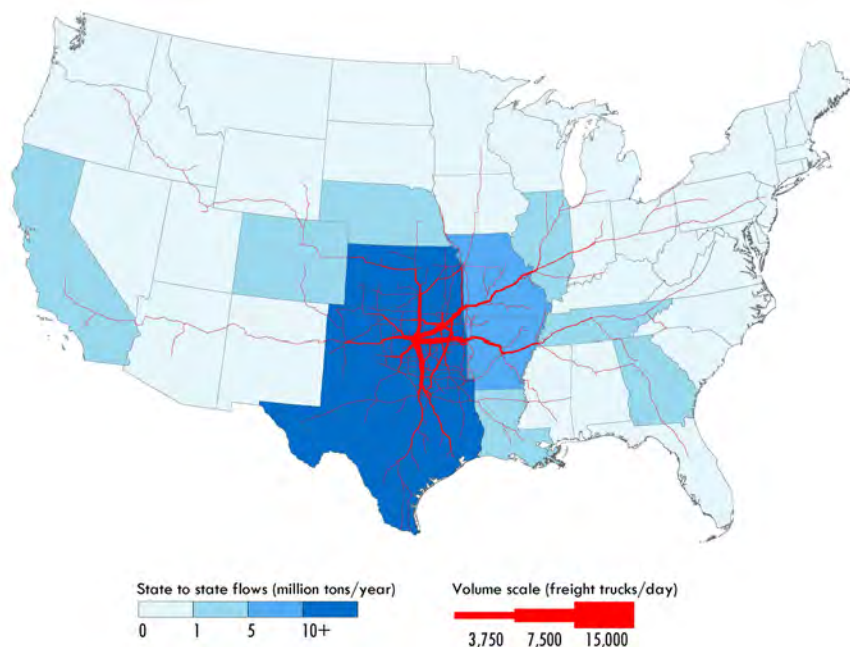 State to state flows (million tons/year)
0 1 5 10+
Volume scale (freight trucks/day)
3,750 7,500 15,000